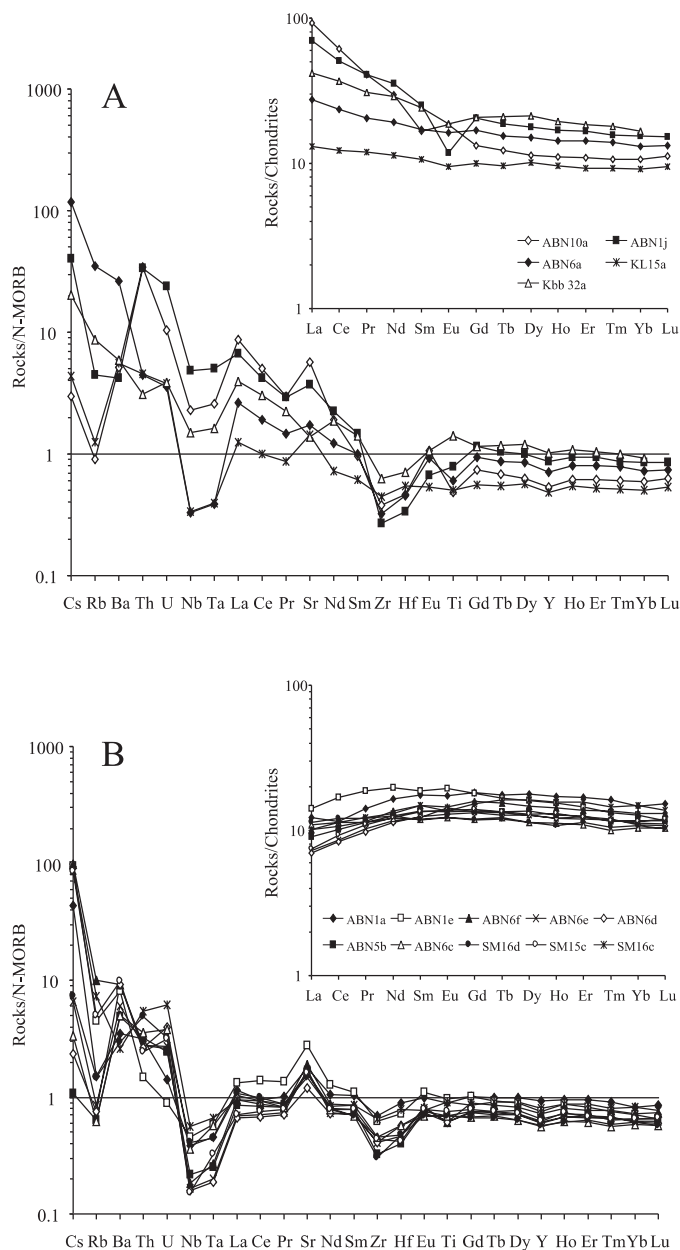 A
100
10
1
Rocks/Chondrites
La Ce Pr Nd Sm Eu Gd Tb Dy Ho Er Tm Yb Lu
ABN10a ABN1j
ABN6a KL15a
Kbb 32a
1000
100
10
1
0.1
Rocks/N-MORB
Cs Rb Ba Th U Nb Ta La Ce Pr Sr Nd Sm Zr Hf Eu Ti Gd Tb Dy Y Ho Er Tm Yb Lu
B
100
10
1
Rocks/Chondrites
ABN1a ABN1e ABN6f ABN6e ABN6d
ABN5b ABN6c SM16d SM15c SM16c
La Ce Pr Nd Sm Eu Gd Tb Dy Ho Er Tm Yb Lu
1000
100
10
1
0.1
Rocks/N-MORB
Cs Rb Ba Th U Nb Ta La Ce Pr Sr Nd Sm Zr Hf Eu Ti Gd Tb Dy Y Ho Er Tm Yb Lu